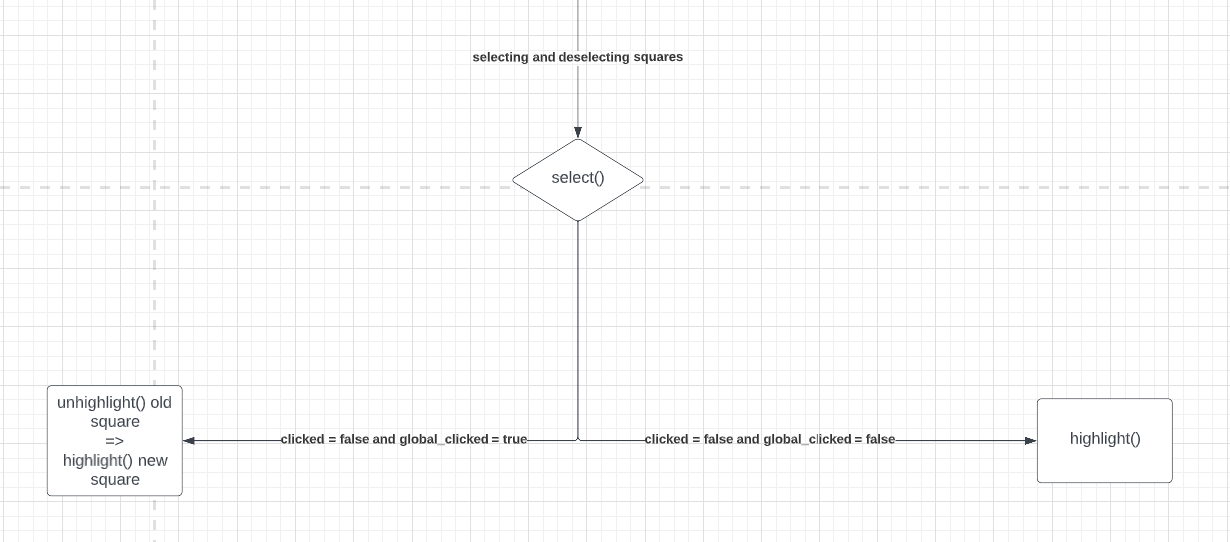 selecting and deselecting squares
select()
unhighlight() old
square
=>
highlight() new
square
clicked = false and global_clicked = true
clicked = false and global_clicked = false
highlight()